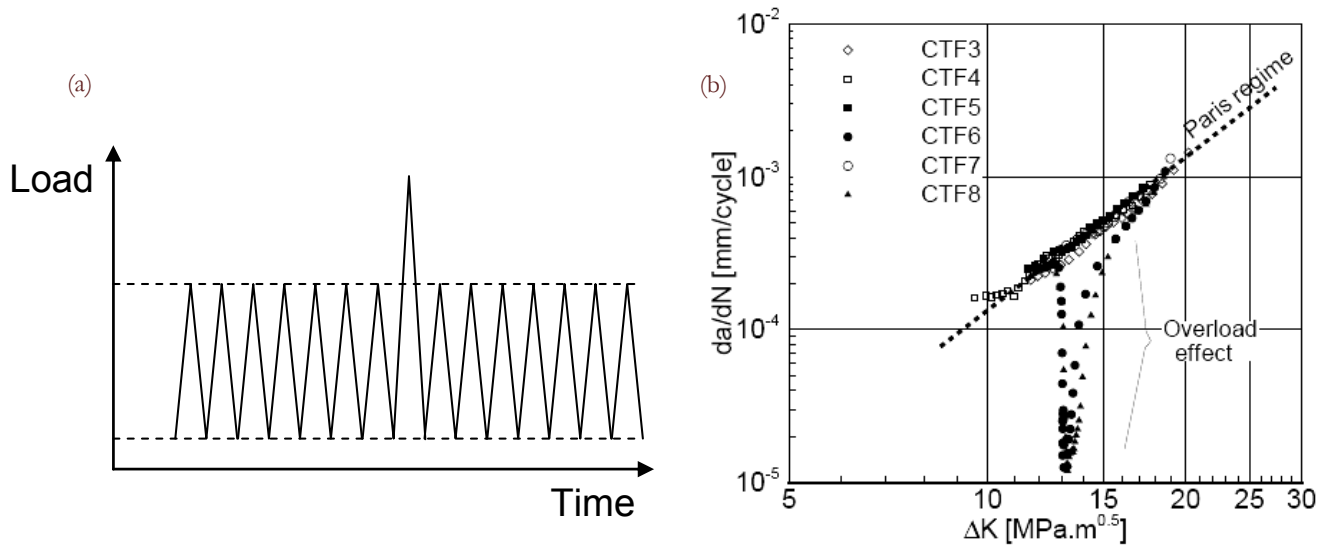 (a)
Load
Time
(b)
10⁻²
10⁻³
10⁻⁴
10⁻⁵
da/dN [mm/cycle]
CTF3
CTF4
CTF5
CTF6
CTF7
CTF8
Paris regime
Overload
effect
5 10 15 20 25 30
ΔK [MPa.m⁰·⁵]